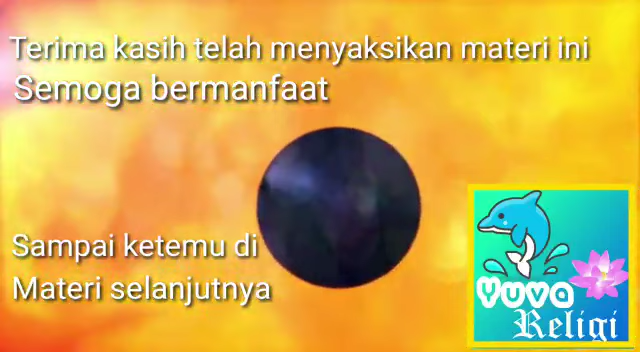 Terima kasih telah menyaksikan materi ini
Semoga bermanfaat
Sampai ketemu di
Materi selanjutnya
Yuva
Religi